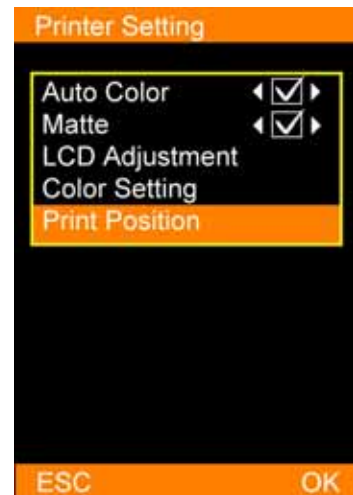 Printer Setting
Auto Color
Matte
LCD Adjustment
Color Setting
Print Position
ESC OK